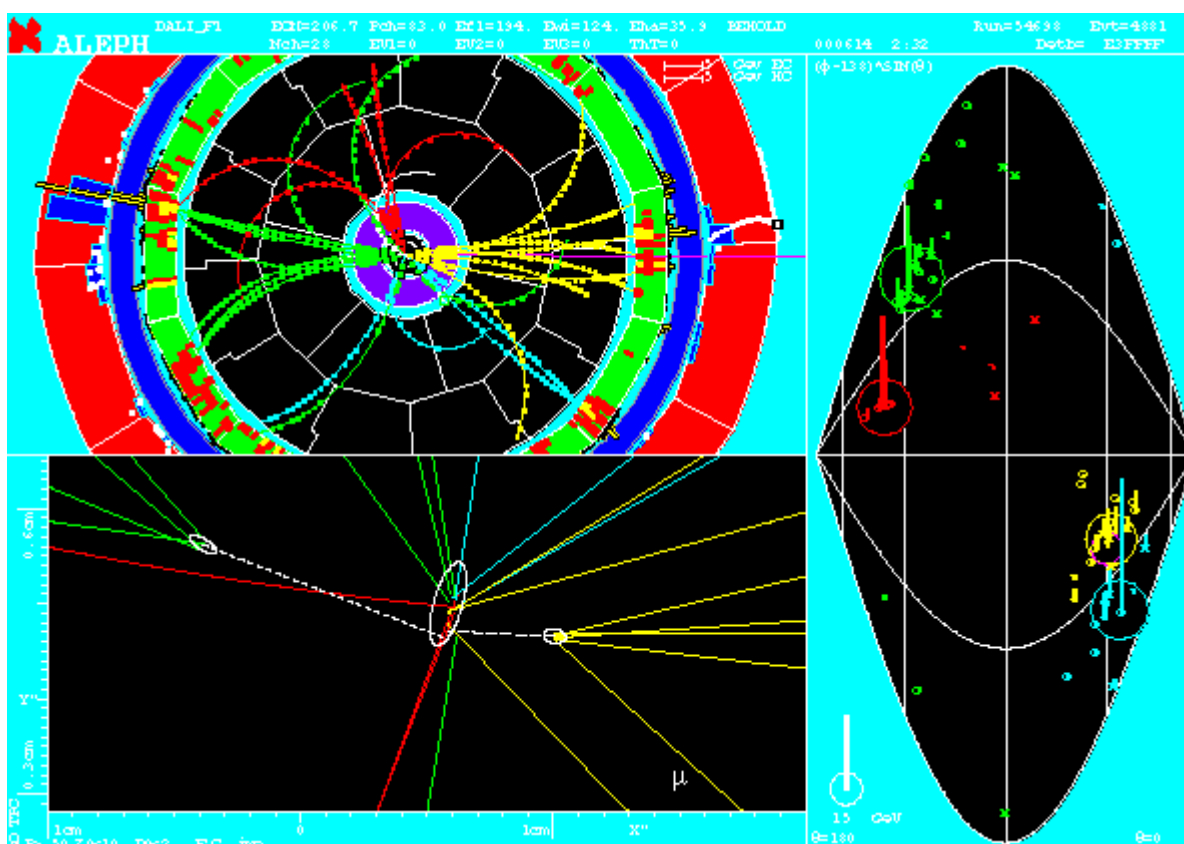 DALI_F1 ECM=206.7 Pch=83.0 Efl=194. Ewi=124. Eha=35.9 BEHOLD Run=54698 Evt=4881
ALEPH Nch=28 EV1=0 EV2=0 EV3=0 ThT=0 000614 2:32 Detb= E3FFFF
5 GeV EC
5 GeV HC
(φ-138)*SIN(θ)
0.6cm
Y"
0.3cm
μ
15 GeV
1cm 0 1cm X"
θ=180 θ=0